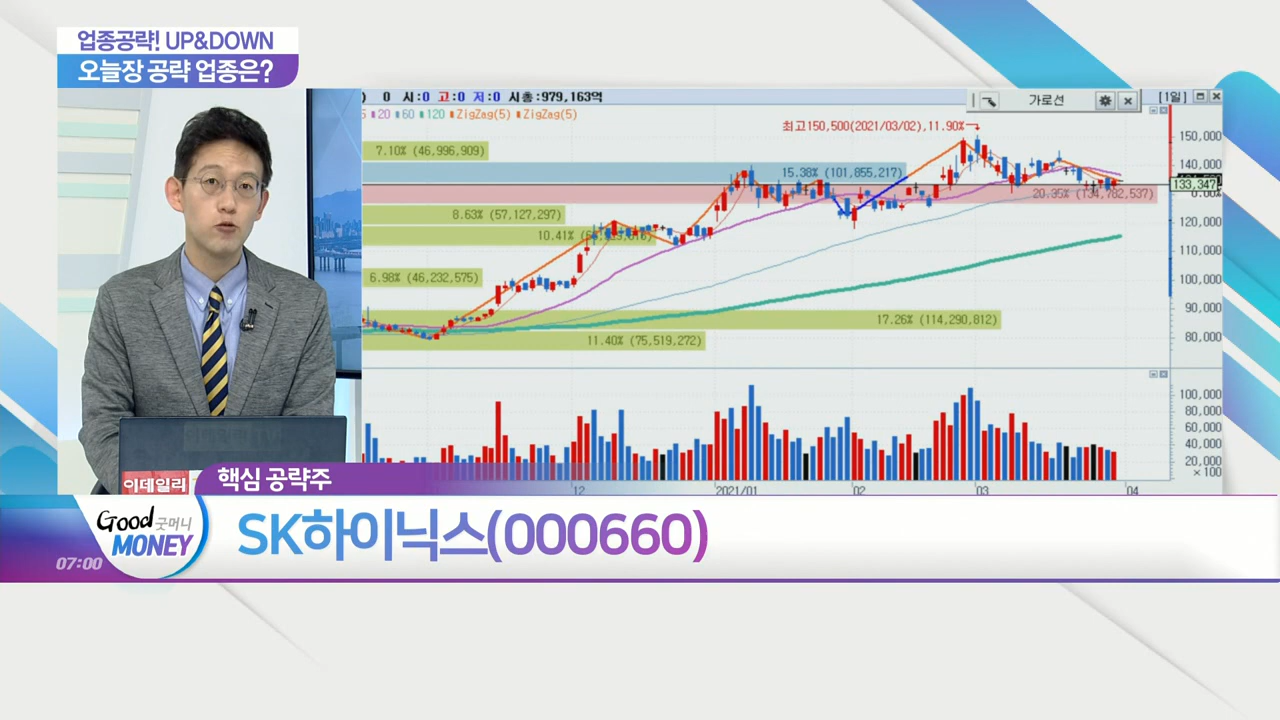 업종공략! UP&DOWN
오늘장 공략 업종은?
) 0 시:0 고:0 저:0 시총:979,163억
가로선
[1일]
5 20 60 120 ZigZag(5) ZigZag(5)
최고150,500(2021/03/02),11.90%→
150,000
7.10% (46,996,909)
15.38% (101,855,217)
140,000
133,347
20.35% (134,782,537)
0.00%
8.63% (57,127,297)
120,000
10.41%
110,000
6.98% (46,232,575)
100,000
90,000
17.26% (114,290,812)
11.40% (75,519,272)
80,000
100,000
80,000
60,000
40,000
20,000
×100
12 2021/01 02 03 04
이데일리
핵심 공략주
Good 굿머니
MONEY
SK하이닉스(000660)
07:00